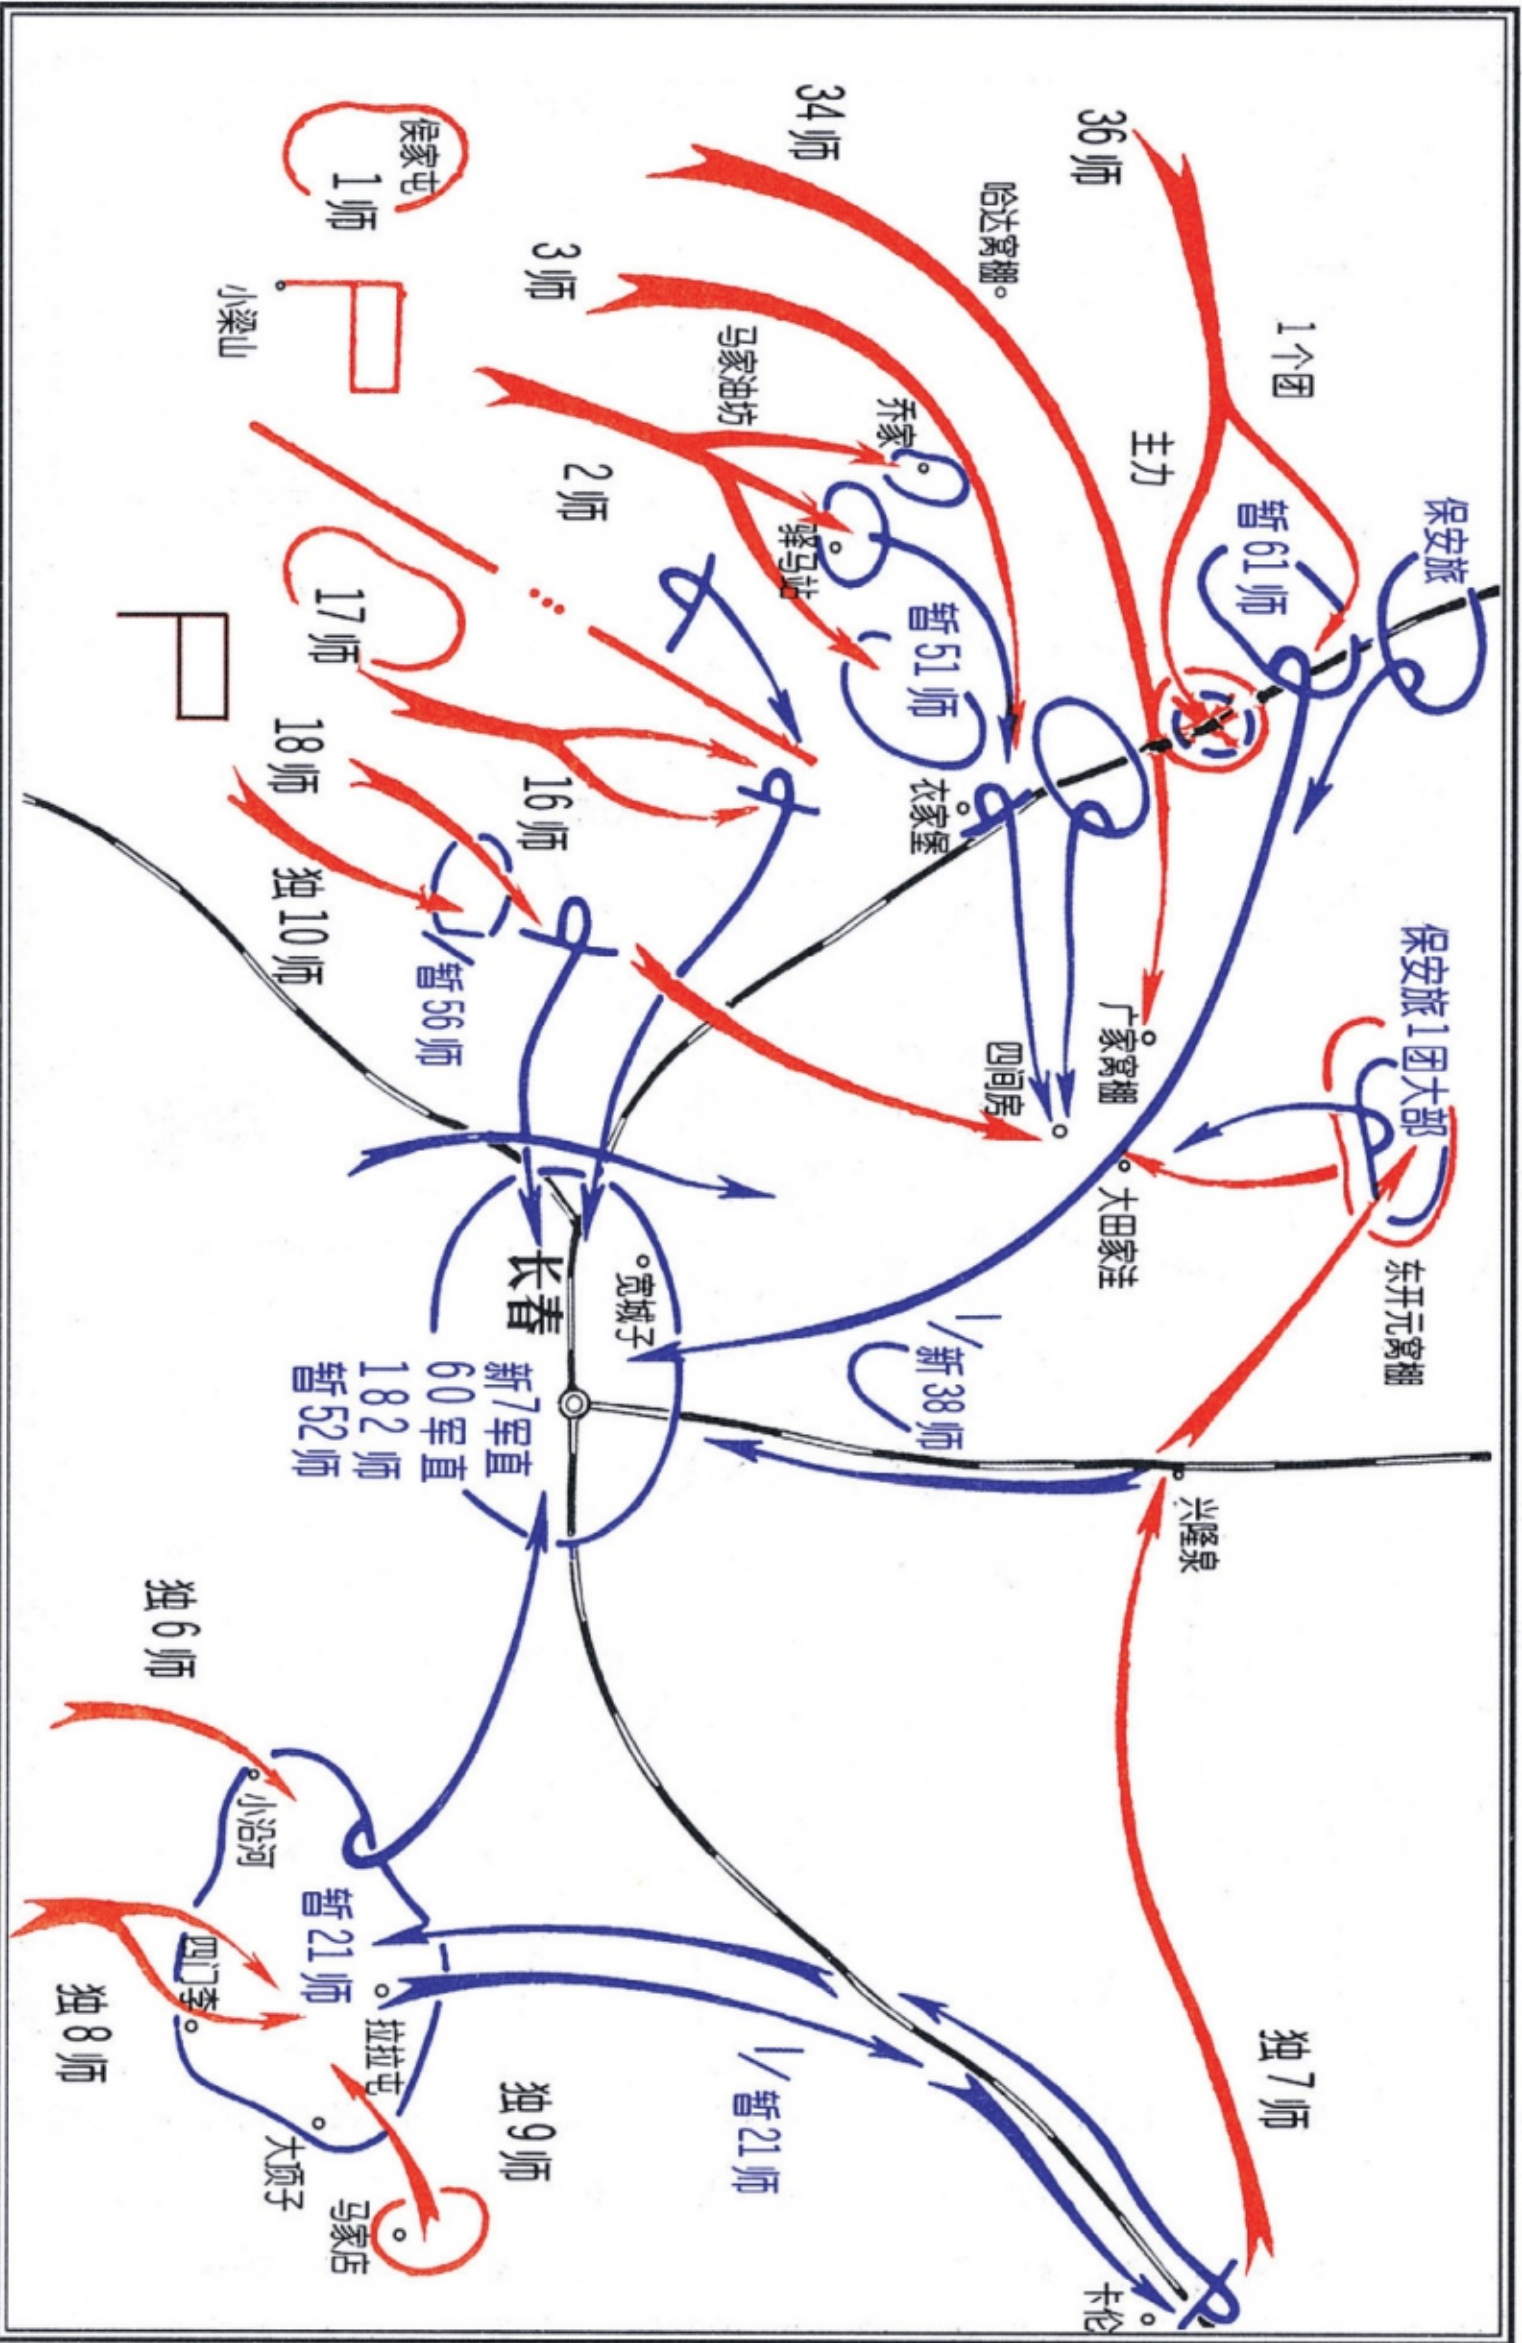 保安旅
1个团
暂61师
36师
主力
哈达窝棚
34师
乔家
马家油坊
3师
驿马站
暂51师
2师
侯家屯
1师
小梁山
17师
衣家堡
16师
18师
独10师
暂56师
保安旅1团大部
东开元窝棚
广家窝棚
四间房
大田家洼
新38师
宽城子
长春
新7军直
60军直
182师
暂52师
兴隆泉
独7师
独6师
小沿河
暂21师
四门李
独8师
拉拉屯
大顶子
独9师
马家店
暂21师
卡伦